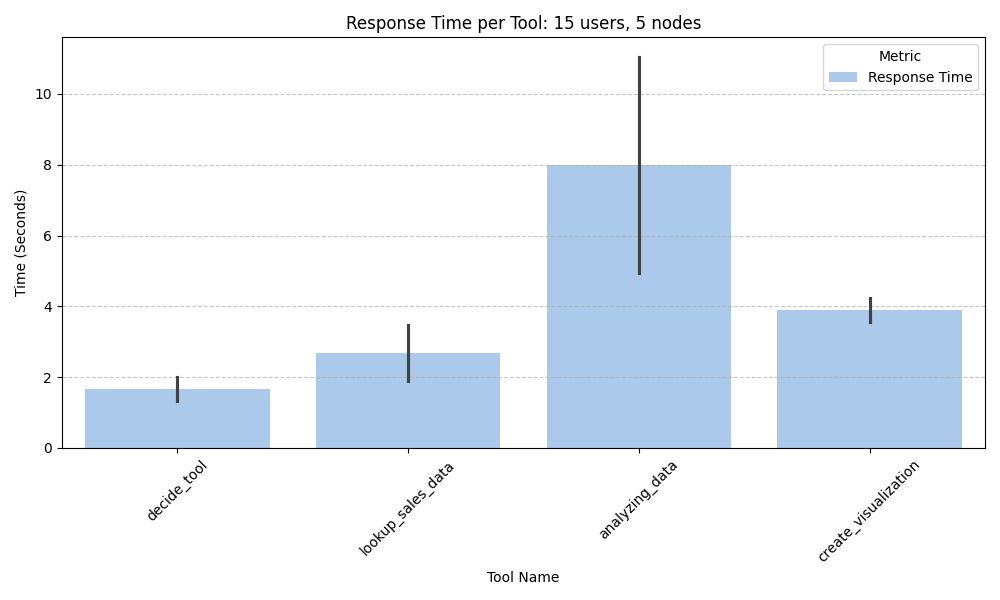 Response Time per Tool: 15 users, 5 nodes
Metric
Response Time
Time (Seconds)
10
8
6
4
2
0
decide_tool
lookup_sales_data
analyzing_data
create_visualization
Tool Name